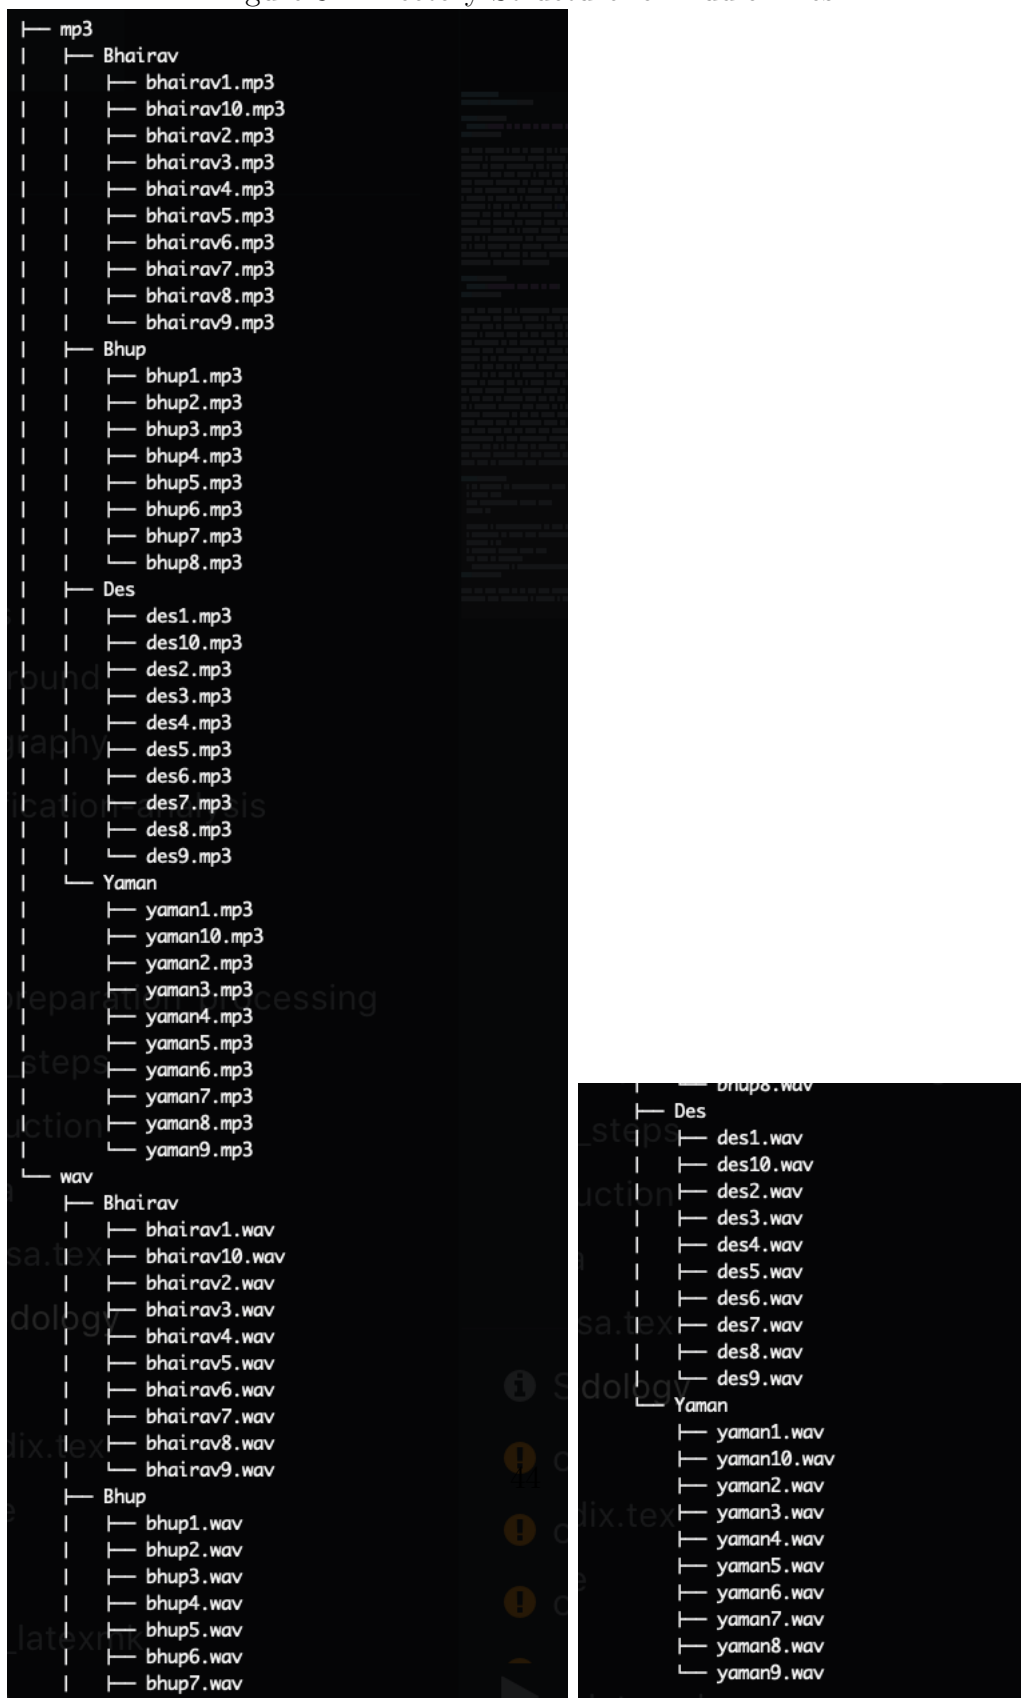 ├── mp3
│   ├── Bhairav
│   │   ├── bhairav1.mp3
│   │   ├── bhairav10.mp3
│   │   ├── bhairav2.mp3
│   │   ├── bhairav3.mp3
│   │   ├── bhairav4.mp3
│   │   ├── bhairav5.mp3
│   │   ├── bhairav6.mp3
│   │   ├── bhairav7.mp3
│   │   ├── bhairav8.mp3
│   │   └── bhairav9.mp3
│   ├── Bhup
│   │   ├── bhup1.mp3
│   │   ├── bhup2.mp3
│   │   ├── bhup3.mp3
│   │   ├── bhup4.mp3
│   │   ├── bhup5.mp3
│   │   ├── bhup6.mp3
│   │   ├── bhup7.mp3
│   │   └── bhup8.mp3
│   ├── Des
│   │   ├── des1.mp3
│   │   ├── des10.mp3
│   │   ├── des2.mp3
│   │   ├── des3.mp3
│   │   ├── des4.mp3
│   │   ├── des5.mp3
│   │   ├── des6.mp3
│   │   ├── des7.mp3
│   │   ├── des8.mp3
│   │   └── des9.mp3
│   └── Yaman
│       ├── yaman1.mp3
│       ├── yaman10.mp3
│       ├── yaman2.mp3
│       ├── yaman3.mp3
│       ├── yaman4.mp3
│       ├── yaman5.mp3
│       ├── yaman6.mp3
│       ├── yaman7.mp3
│       ├── yaman8.mp3
│       └── yaman9.mp3
└── wav
    ├── Bhairav
    │   ├── bhairav1.wav
    │   ├── bhairav10.wav
    │   ├── bhairav2.wav
    │   ├── bhairav3.wav
    │   ├── bhairav4.wav
    │   ├── bhairav5.wav
    │   ├── bhairav6.wav
    │   ├── bhairav7.wav
    │   ├── bhairav8.wav
    │   └── bhairav9.wav
    ├── Bhup
    │   ├── bhup1.wav
    │   ├── bhup2.wav
    │   ├── bhup3.wav
    │   ├── bhup4.wav
    │   ├── bhup5.wav
    │   ├── bhup6.wav
    │   ├── bhup7.wav
    │   └── bhup8.wav
    ├── Des
    │   ├── des1.wav
    │   ├── des10.wav
    │   ├── des2.wav
    │   ├── des3.wav
    │   ├── des4.wav
    │   ├── des5.wav
    │   ├── des6.wav
    │   ├── des7.wav
    │   ├── des8.wav
    │   └── des9.wav
    └── Yaman
        ├── yaman1.wav
        ├── yaman10.wav
        ├── yaman2.wav
        ├── yaman3.wav
        ├── yaman4.wav
        ├── yaman5.wav
        ├── yaman6.wav
        ├── yaman7.wav
        ├── yaman8.wav
        └── yaman9.wav
44